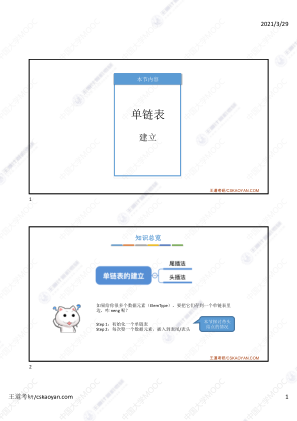 2021/3/29
本节内容
单链表
建立
王道考研/CSKAOYAN.COM
1
知识总览
尾插法
单链表的建立
头插法
如果给你很多个数据元素（ElemType），要把它们存到一个单链表里
边，咋弄呢？
Step 1：初始化一个单链表
Step 2：每次取一个数据元素，插入到表尾/表头
王道考研/CSKAOYAN.COM
2
王道考研/cskaoyan.com
1